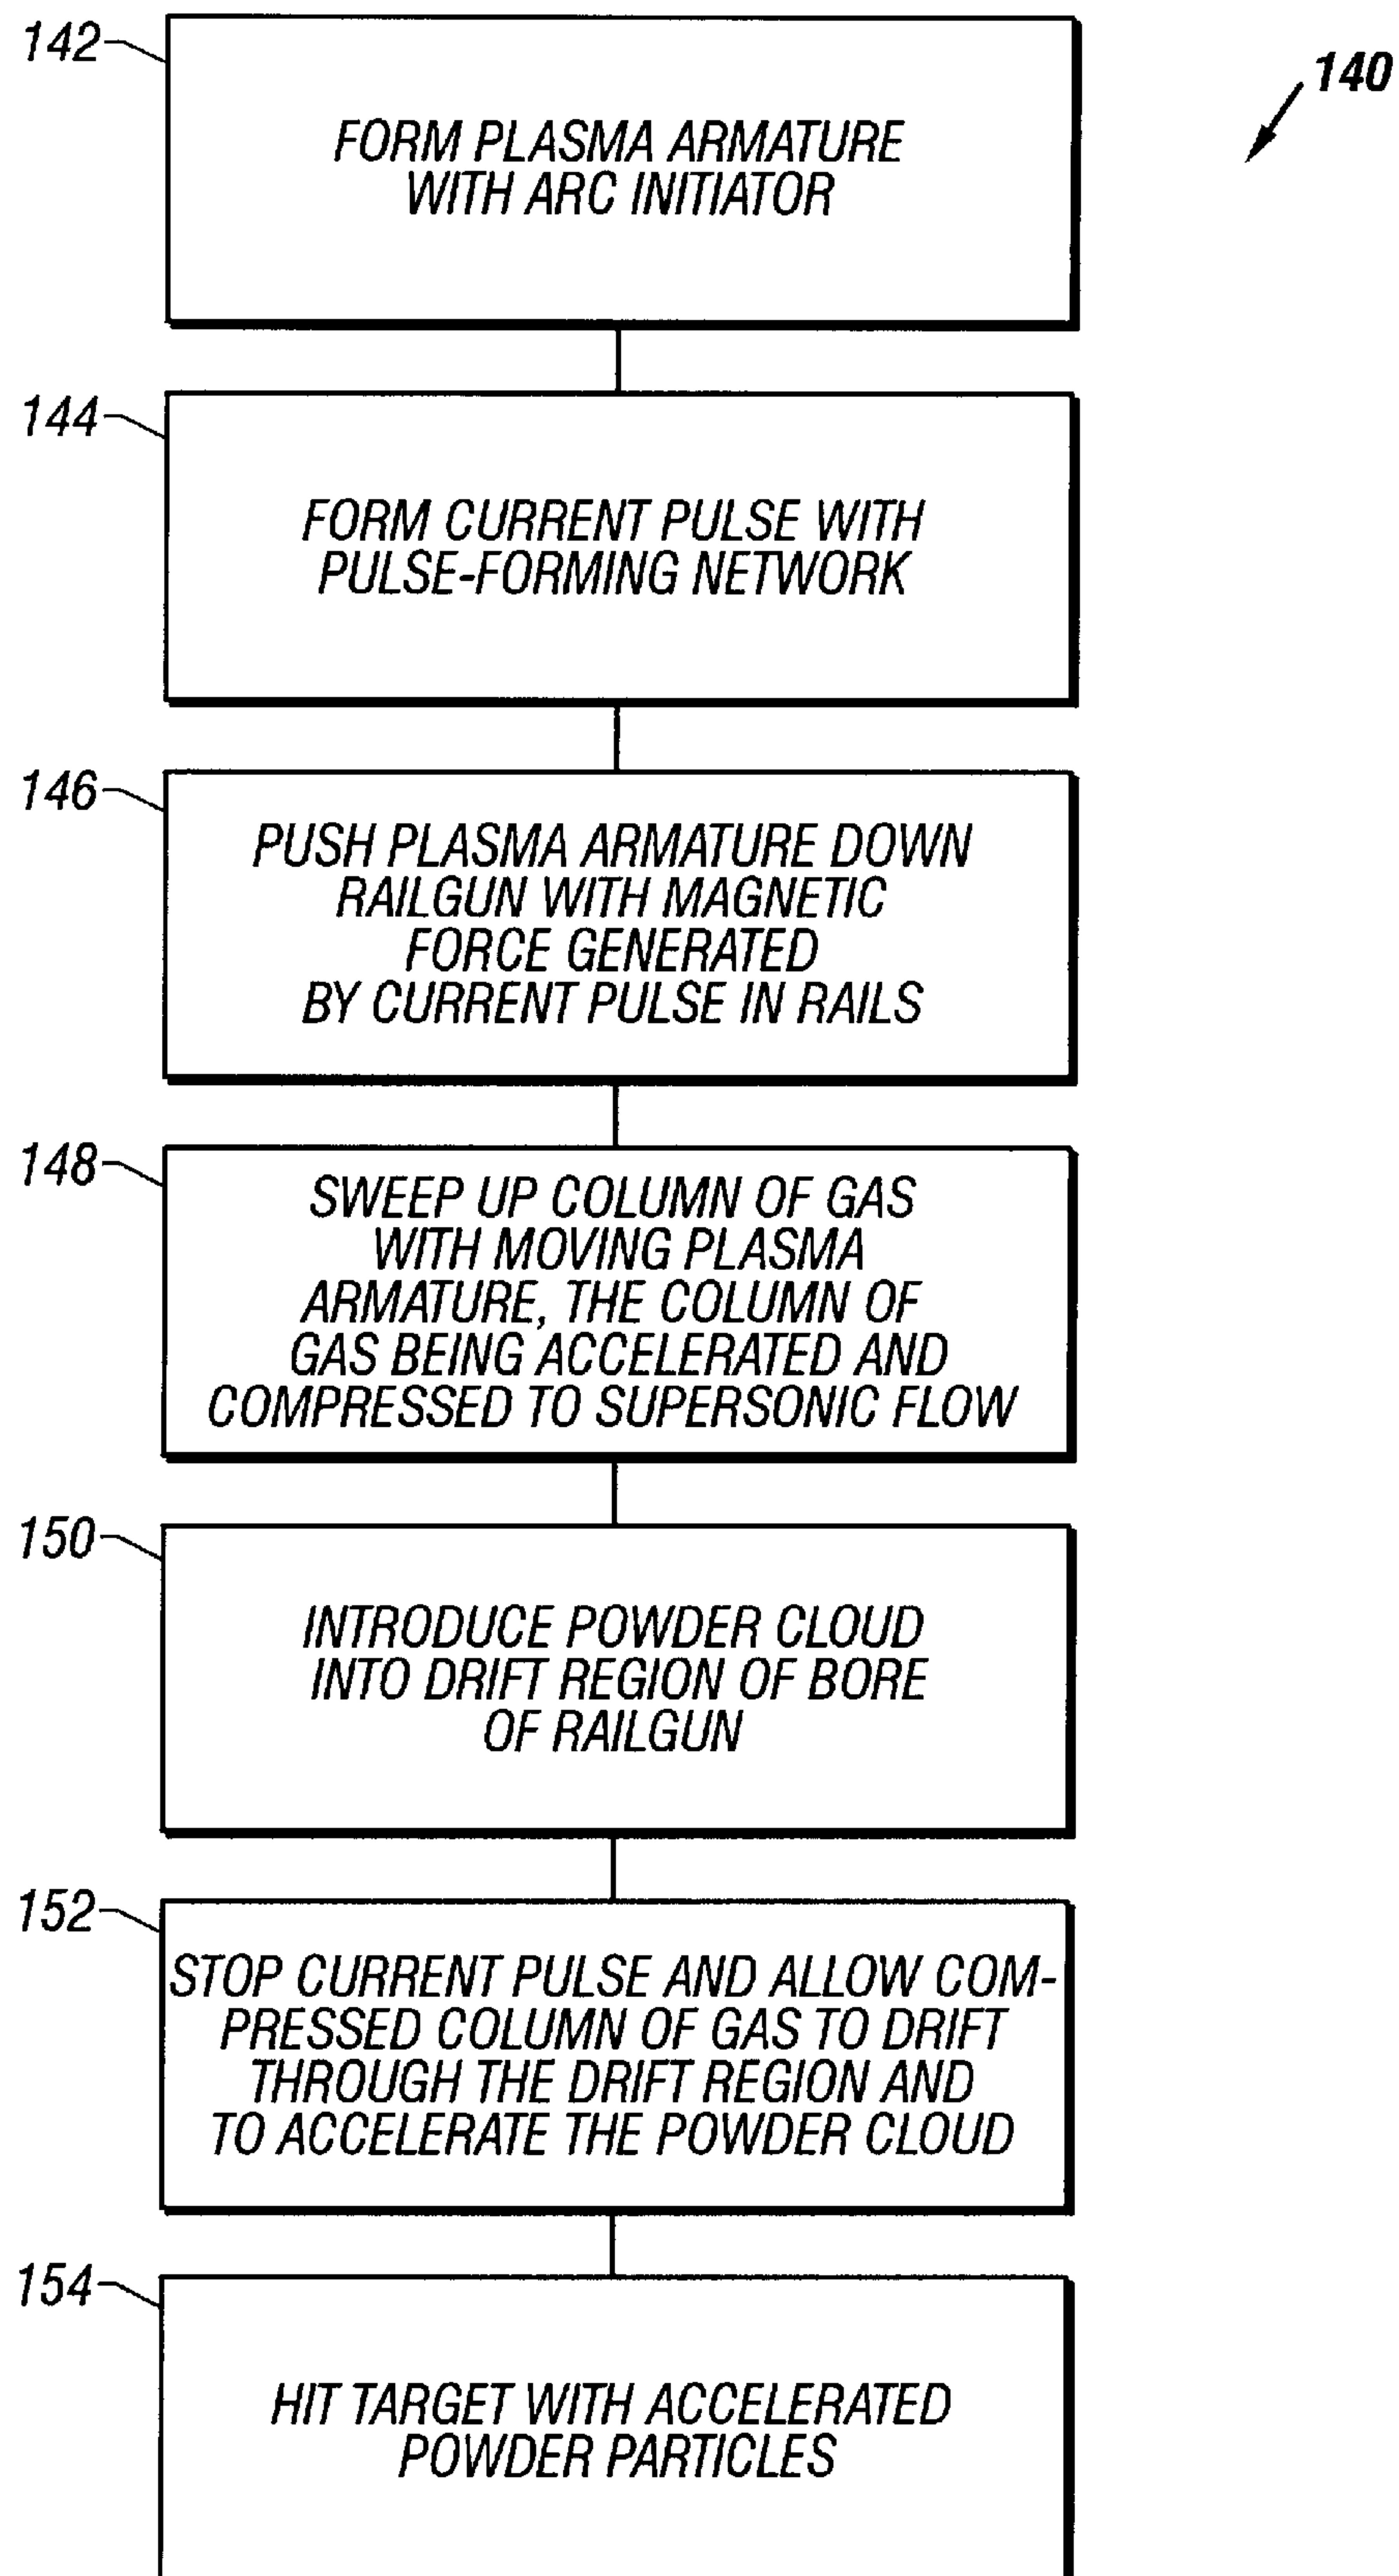 142
140
FORM PLASMA ARMATURE
WITH ARC INITIATOR
144
FORM CURRENT PULSE WITH
PULSE-FORMING NETWORK
146
PUSH PLASMA ARMATURE DOWN
RAILGUN WITH MAGNETIC
FORCE GENERATED
BY CURRENT PULSE IN RAILS
148
SWEEP UP COLUMN OF GAS
WITH MOVING PLASMA
ARMATURE, THE COLUMN OF
GAS BEING ACCELERATED AND
COMPRESSED TO SUPERSONIC FLOW
150
INTRODUCE POWDER CLOUD
INTO DRIFT REGION OF BORE
OF RAILGUN
152
STOP CURRENT PULSE AND ALLOW COM-
PRESSED COLUMN OF GAS TO DRIFT
THROUGH THE DRIFT REGION AND
TO ACCELERATE THE POWDER CLOUD
154
HIT TARGET WITH ACCELERATED
POWDER PARTICLES